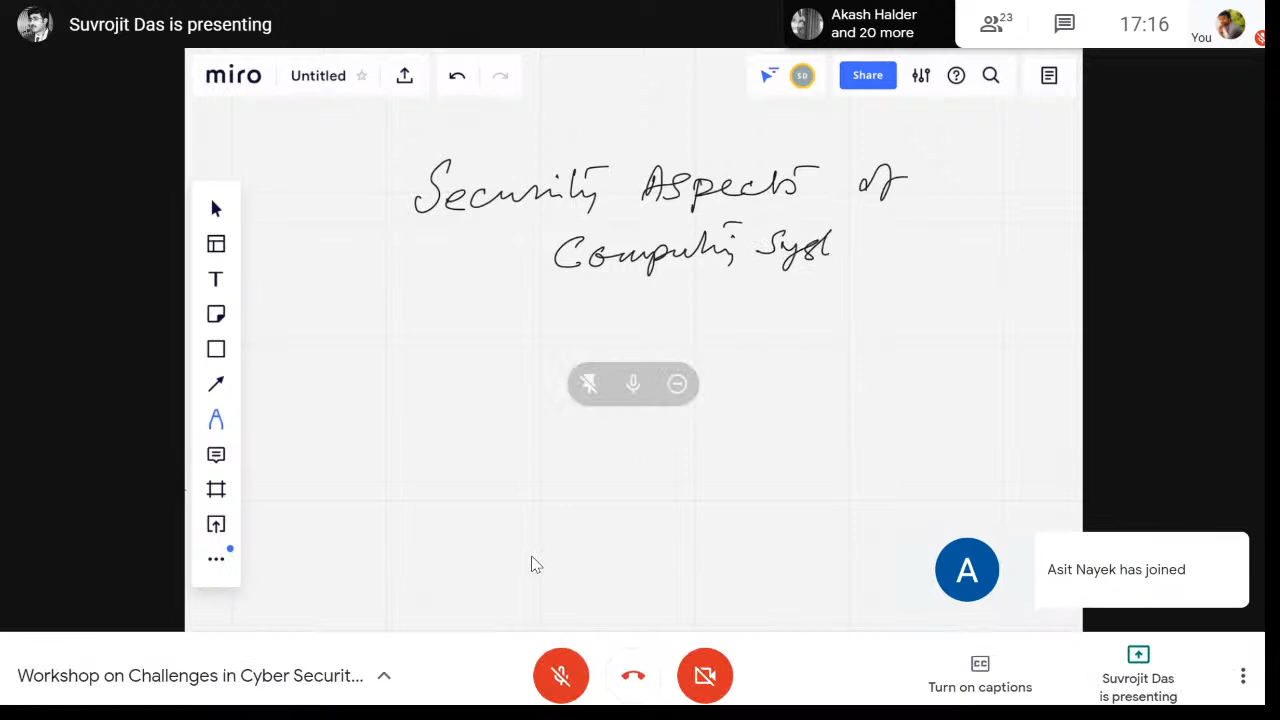 Suvrojit Das is presenting
Akash Halder
and 20 more
23
17:16
You
miro
Untitled
SD
Share
Security Aspects of
Computing Syst
T
A
Asit Nayek has joined
Workshop on Challenges in Cyber Securit...
CC
Turn on captions
Suvrojit Das
is presenting